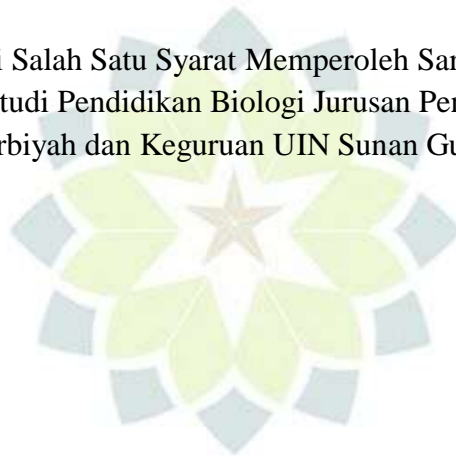 i Salah Satu Syarat Memperoleh Sar
tudi Pendidikan Biologi Jurusan Per
rbiyah dan Keguruan UIN Sunan Gu